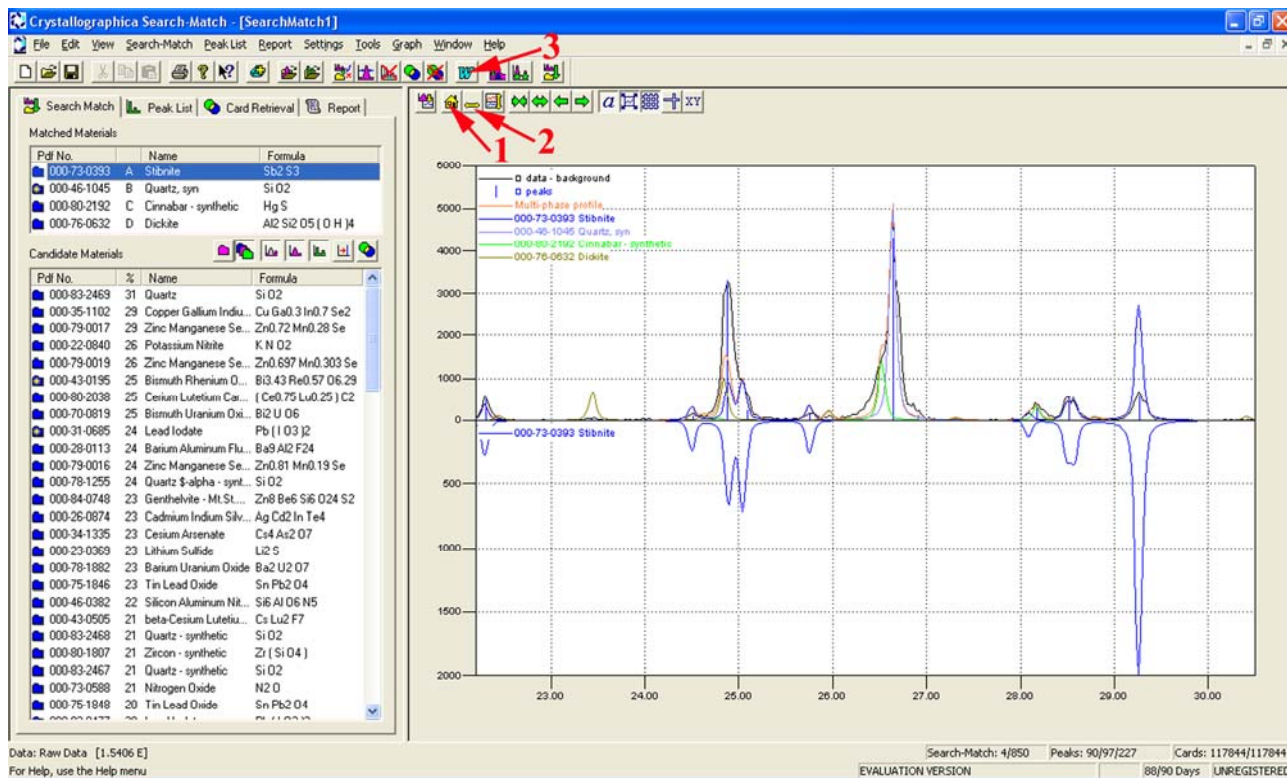 Crystallographica Search-Match - [SearchMatch1]
File Edit View Search-Match Peak List Report Settings Tools Graph Window Help
3
W
Search Match Peak List Card Retrieval Report
a XY
1 2
Matched Materials
Pdf No. Name Formula
000-73-0393 A Stibnite Sb2 S3
000-46-1045 B Quartz, syn Si O2
000-80-2192 C Cinnabar - synthetic Hg S
000-76-0632 D Dickite Al2 Si2 O5 ( O H )4
Candidate Materials
Pdf No. % Name Formula
000-83-2469 31 Quartz Si O2
000-35-1102 29 Copper Gallium Indiu... Cu Ga0.3 In0.7 Se2
000-79-0017 29 Zinc Manganese Se... Zn0.72 Mn0.28 Se
000-22-0840 26 Potassium Nitrite K N O2
000-79-0019 26 Zinc Manganese Se... Zn0.697 Mn0.303 Se
000-43-0195 25 Bismuth Rhenium O... Bi3.43 Re0.57 O6.29
000-80-2038 25 Cerium Lutetium Car... ( Ce0.75 Lu0.25 ) C2
000-70-0819 25 Bismuth Uranium Oxi... Bi2 U O6
000-31-0685 24 Lead Iodate Pb ( I O3 )2
000-28-0113 24 Barium Aluminum Flu... Ba9 Al2 F24
000-79-0016 24 Zinc Manganese Se... Zn0.81 Mn0.19 Se
000-78-1255 24 Quartz $-alpha - synt... Si O2
000-84-0748 23 Genthelvite - Mt.St.... Zn8 Be6 Si6 O24 S2
000-26-0874 23 Cadmium Indium Silv... Ag Cd2 In Te4
000-34-1335 23 Cesium Arsenate Cs4 As2 O7
000-23-0369 23 Lithium Sulfide Li2 S
000-78-1882 23 Barium Uranium Oxide Ba2 U2 O7
000-75-1846 23 Tin Lead Oxide Sn Pb2 O4
000-46-0382 22 Silicon Aluminum Nit... Si6 Al O6 N5
000-43-0505 21 beta-Cesium Lutetiu... Cs Lu2 F7
000-83-2468 21 Quartz - synthetic Si O2
000-80-1807 21 Zircon - synthetic Zr ( Si O4 )
000-83-2467 21 Quartz - synthetic Si O2
000-73-0588 21 Nitrogen Oxide N2 O
000-75-1848 20 Tin Lead Oxide Sn Pb2 O4
6000
5000
4000
3000
2000
1000
0
500
1000
1500
2000
data - background
peaks
Multi-phase profile
000-73-0393 Stibnite
000-46-1045 Quartz, syn
000-80-2192 Cinnabar - synthetic
000-76-0632 Dickite
000-73-0393 Stibnite
23.00 24.00 25.00 26.00 27.00 28.00 29.00 30.00
Data: Raw Data [1.5406 E] Search-Match: 4/850 Peaks: 90/97/227 Cards: 117844/117844
For Help, use the Help menu EVALUATION VERSION 88/90 Days UNREGISTERED